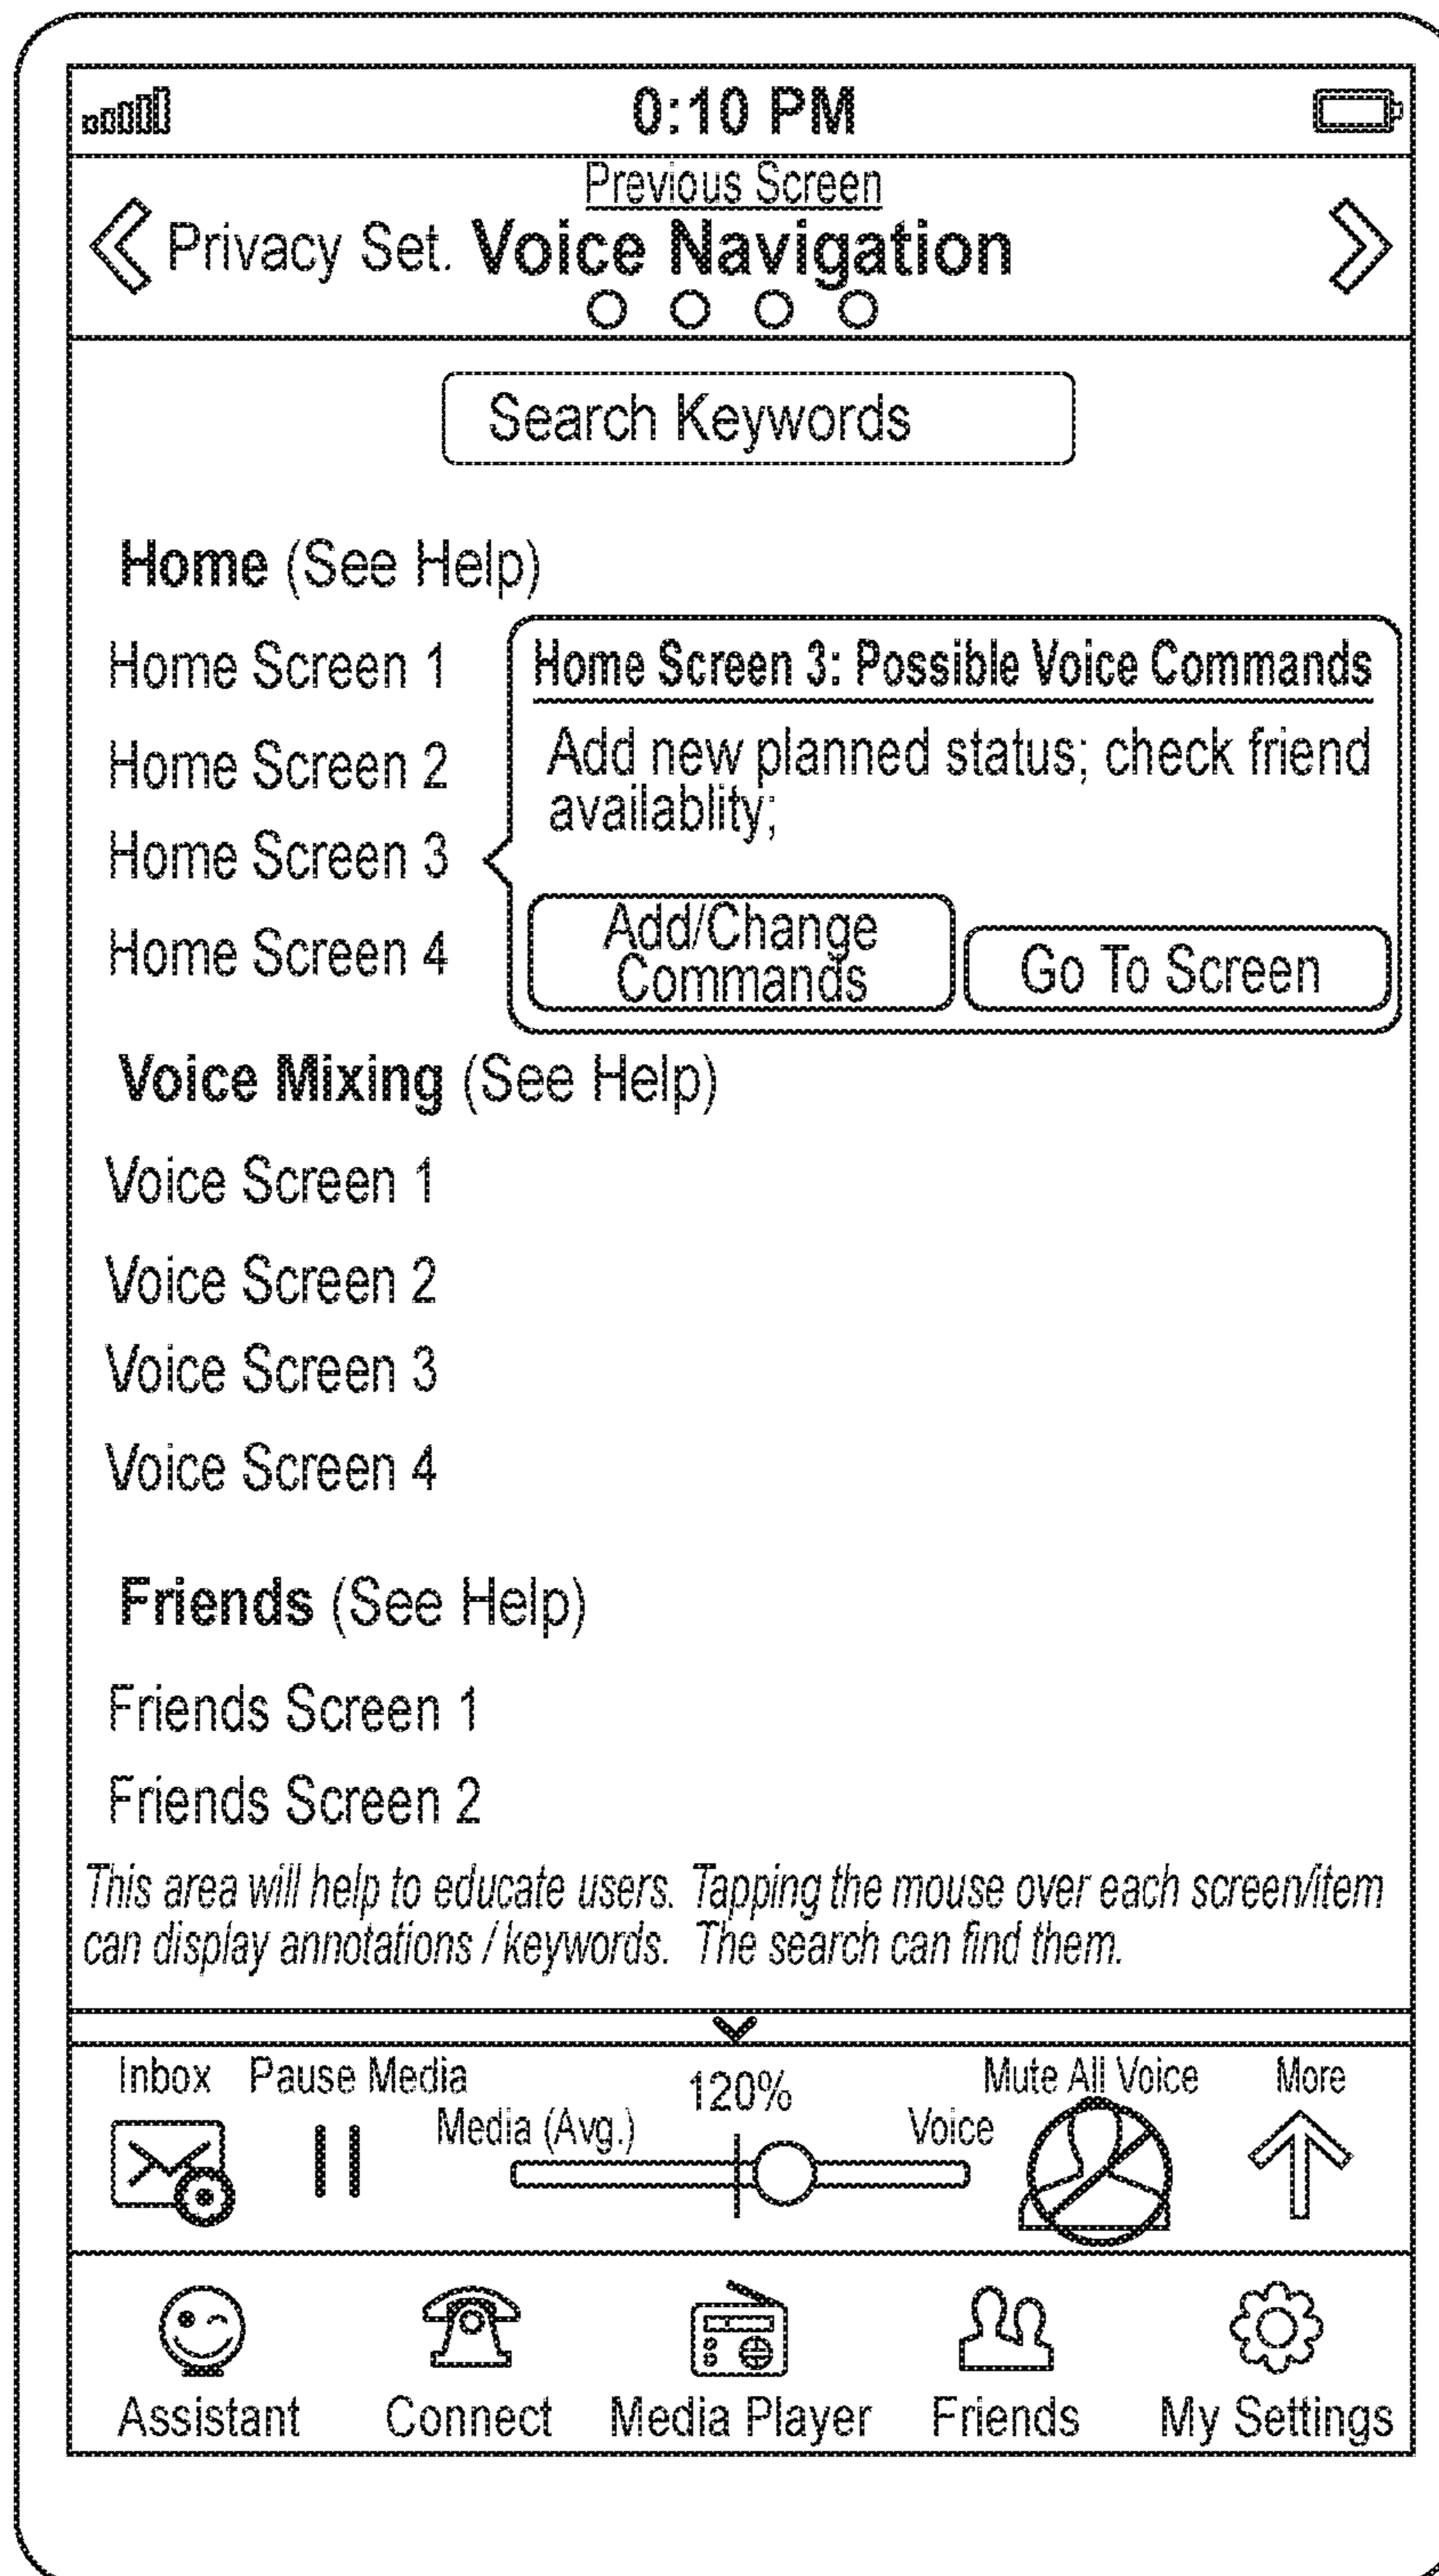 0:10 PM
Previous Screen
Privacy Set. Voice Navigation
Search Keywords
Home (See Help)
Home Screen 1
Home Screen 2
Home Screen 3
Home Screen 4
Home Screen 3: Possible Voice Commands
Add new planned status; check friend
availablity;
Add/Change
Commands
Go To Screen
Voice Mixing (See Help)
Voice Screen 1
Voice Screen 2
Voice Screen 3
Voice Screen 4
Friends (See Help)
Friends Screen 1
Friends Screen 2
This area will help to educate users. Tapping the mouse over each screen/item
can display annotations / keywords. The search can find them.
Inbox Pause Media 120% Mute All Voice More
Media (Avg.) Voice
Assistant Connect Media Player Friends My Settings